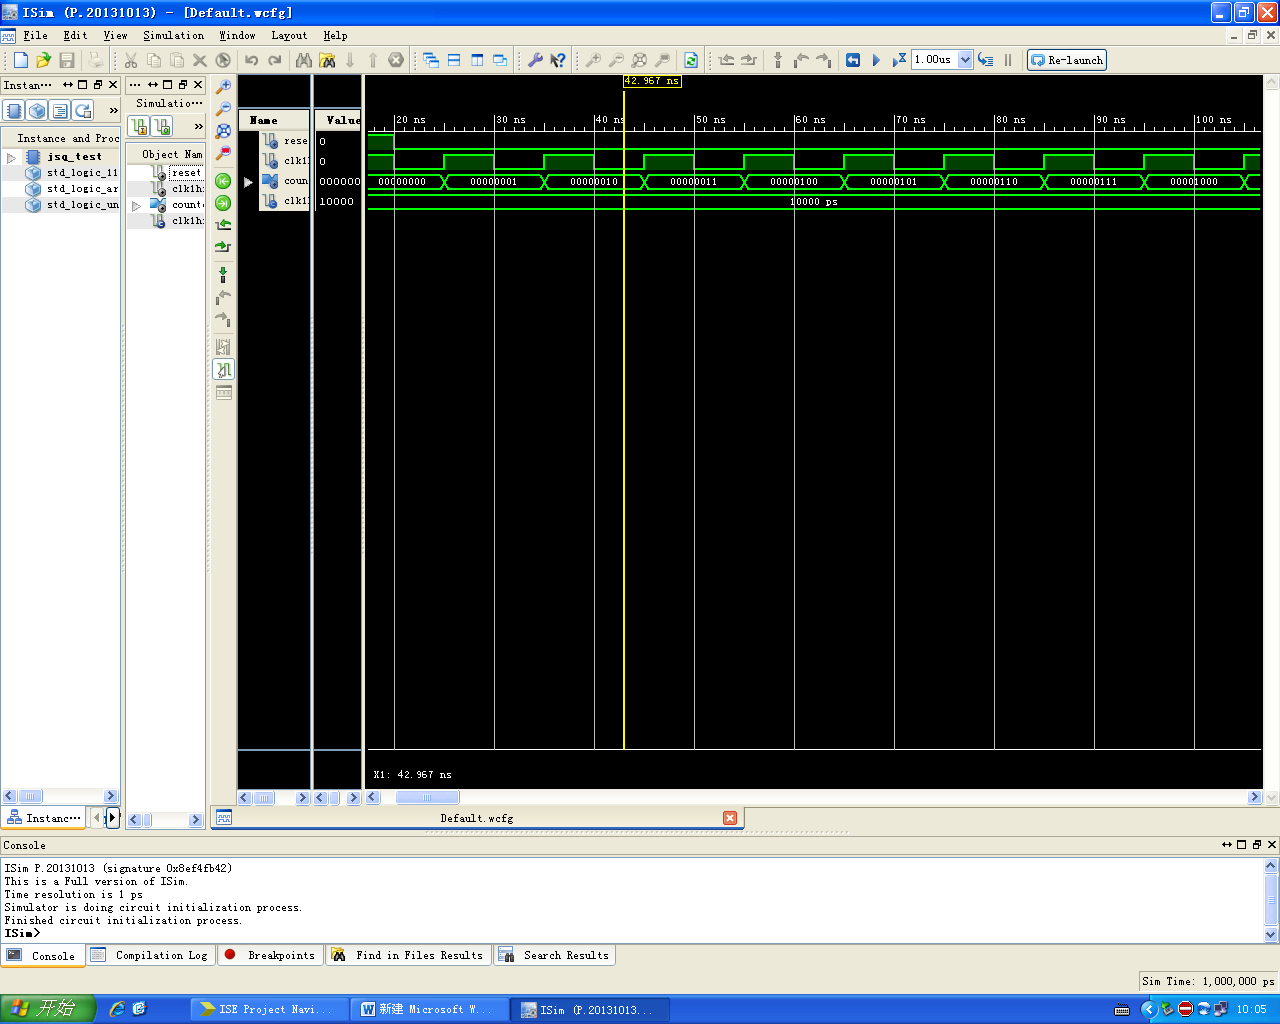 ISim (P.20131013) - [Default.wcfg]
File Edit View Simulation Window Layout Help
1.00us Re-launch
Instan···
Simulatio···
Instance and Proc
jsq_test
std_logic_11
std_logic_ar
std_logic_un
Object Nam
reset
clk1h
count
clk1h
Name Value
rese 0
clk1 0
coun 000000
clk1 10000
42.967 ns
20 ns 30 ns 40 ns 50 ns 60 ns 70 ns 80 ns 90 ns 100 ns
00000000 00000001 00000010 00000011 00000100 00000101 00000110 00000111 00001000
10000 ps
X1: 42.967 ns
Instanc···
Default.wcfg
Console
ISim P.20131013 (signature 0x8ef4fb42)
This is a Full version of ISim.
Time resolution is 1 ps
Simulator is doing circuit initialization process.
Finished circuit initialization process.
ISim>
Console Compilation Log Breakpoints Find in Files Results Search Results
Sim Time: 1,000,000 ps
开始 ISE Project Navi... 新建 Microsoft W... ISim (P.20131013... 10:05